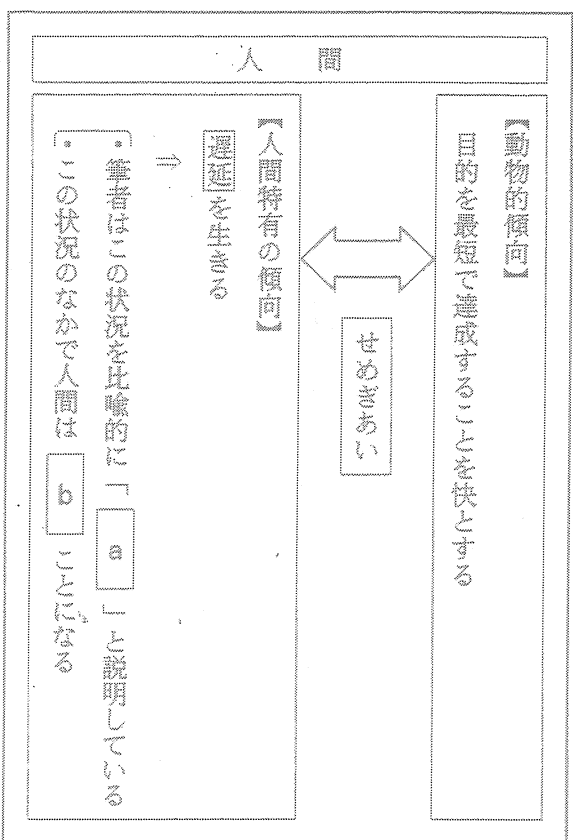 人間
【動物的傾向】
目的を最短で達成することを快とする
せめぎあい
【人間特有の傾向】
遅延を生きる
⇒
・筆者はこの状況を比喩的に「 a 」と説明している
・この状況のなかで人間は b ことになる